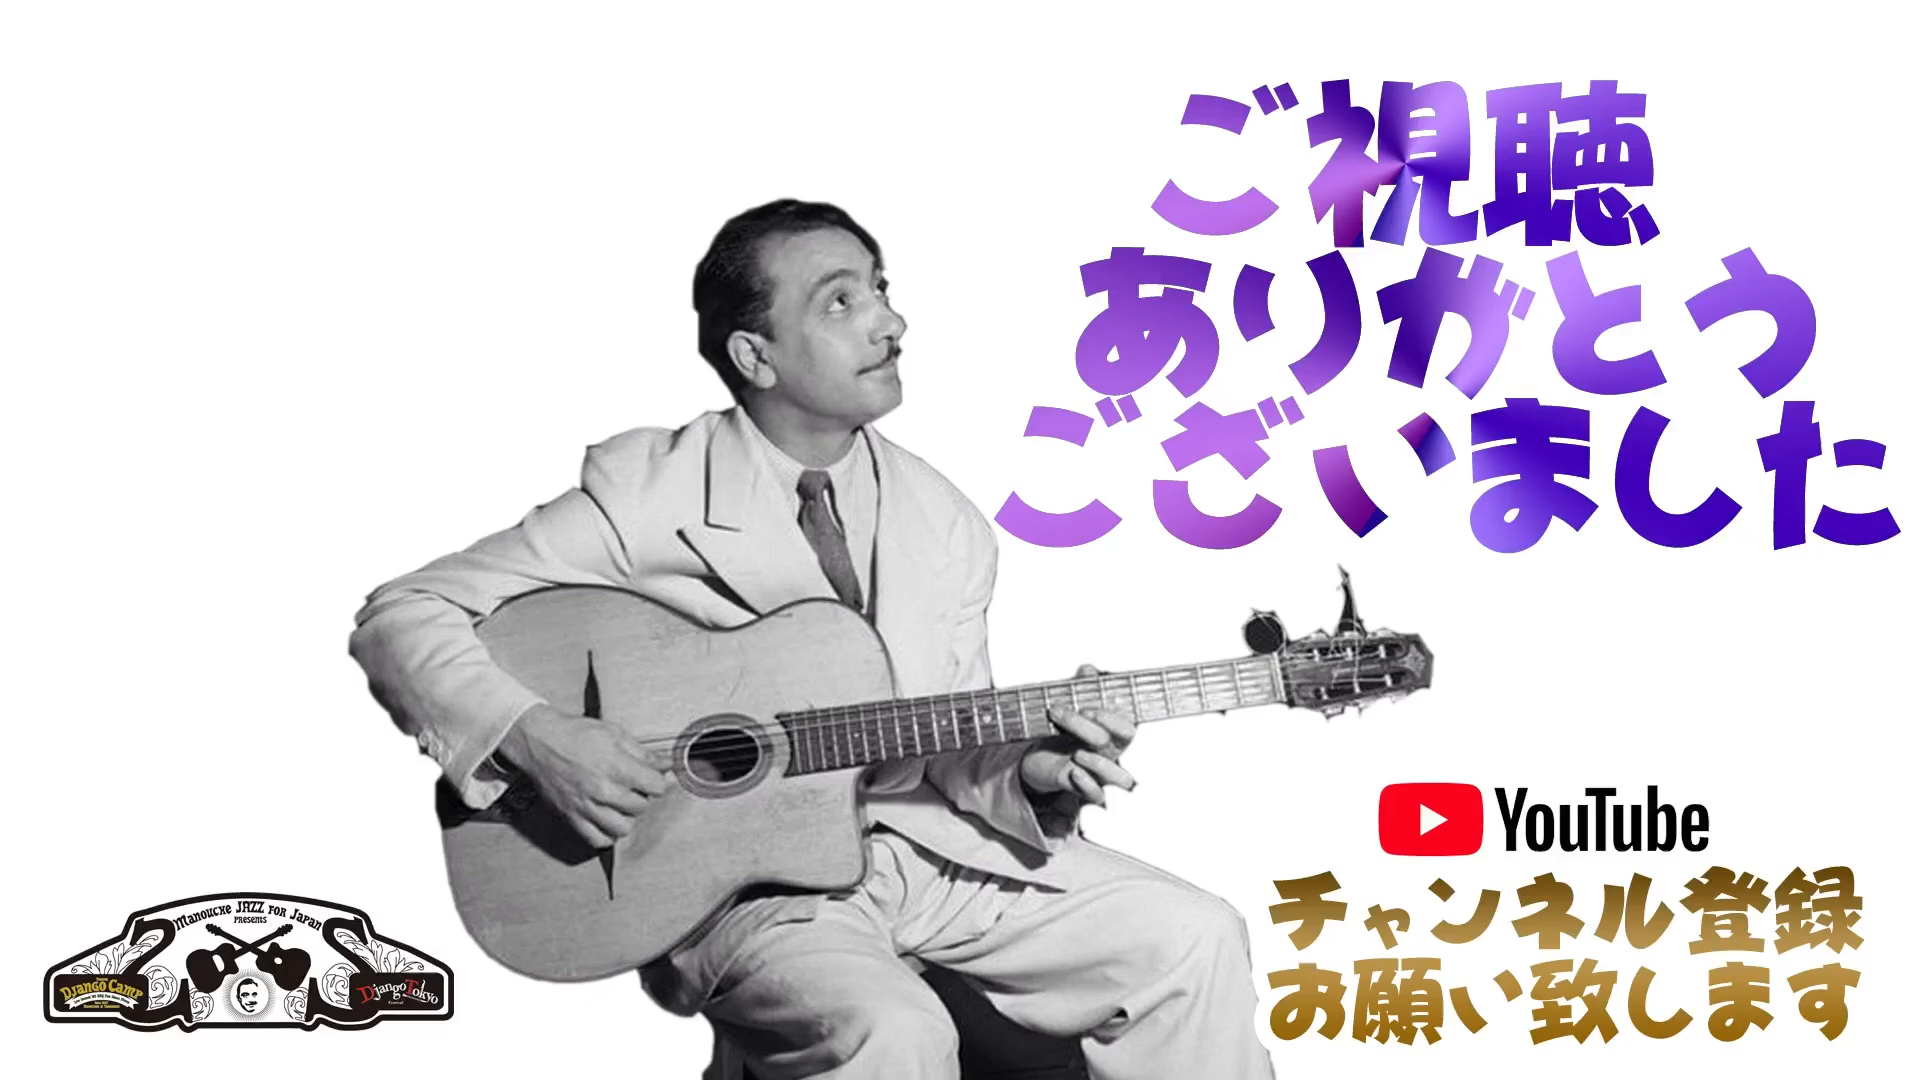 ご視聴
ありがとう
ございました
YouTube
チャンネル登録
お願い致します
Manouche JAZZ FOR Japan
PRESENTS
Django Camp
Django Tokyo
Festival